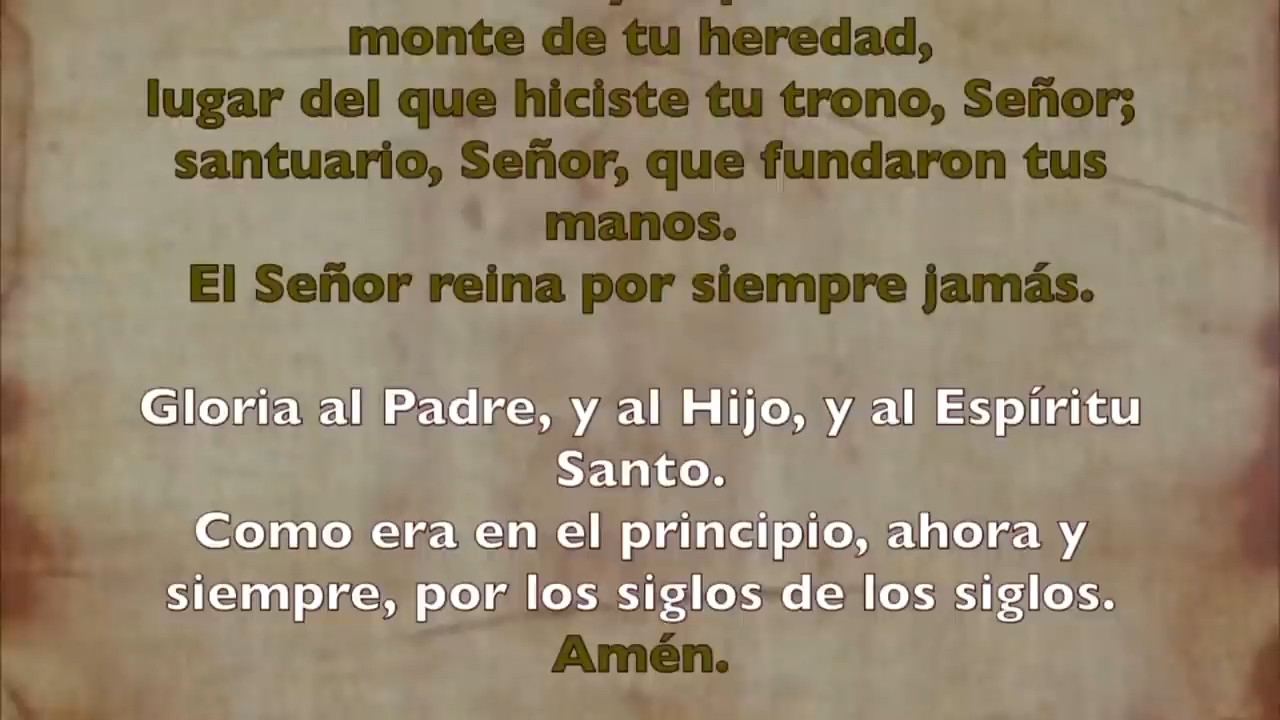 monte de tu heredad,
lugar del que hiciste tu trono, Señor;
santuario, Señor, que fundaron tus
manos.
El Señor reina por siempre jamás.
Gloria al Padre, y al Hijo, y al Espíritu
Santo.
Como era en el principio, ahora y
siempre, por los siglos de los siglos.
Amén.